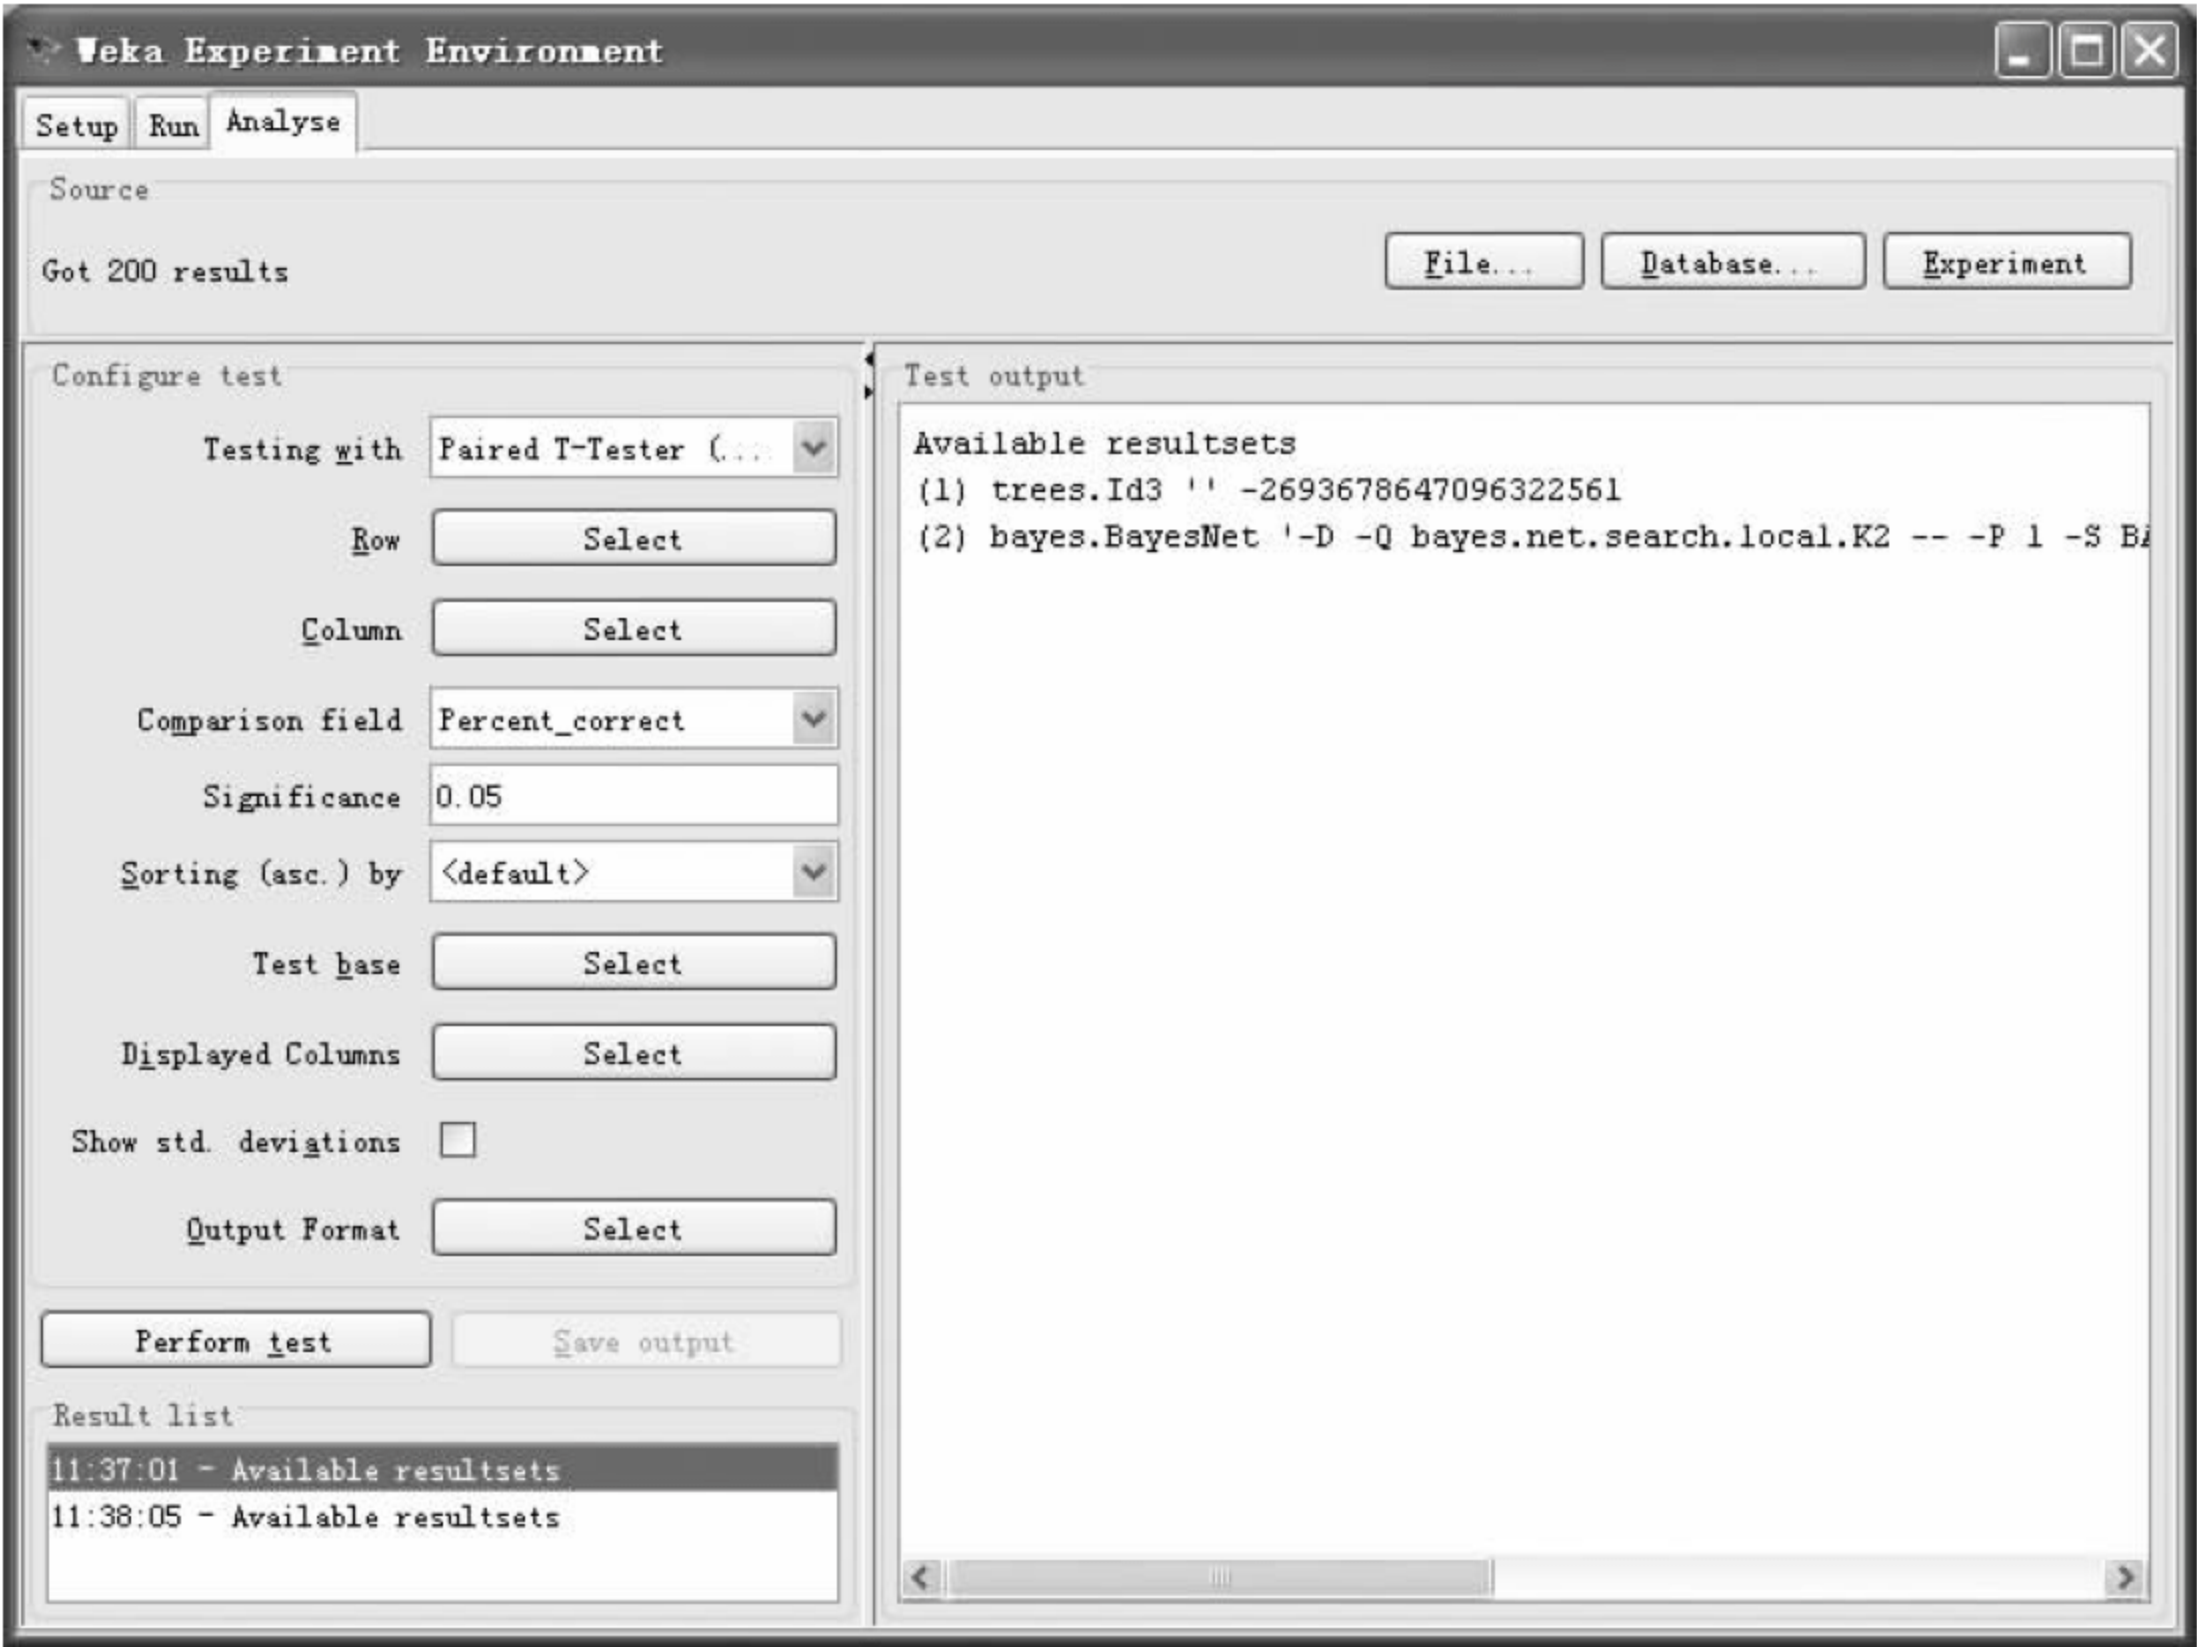 Weka Experiment Environment
Setup Run Analyse
Source
Got 200 results
File... Database... Experiment
Configure test
Testing with Paired T-Tester (...
Row Select
Column Select
Comparison field Percent_correct
Significance 0.05
Sorting (asc.) by <default>
Test base Select
Displayed Columns Select
Show std. deviations
Output Format Select
Perform test Save output
Result list
11:37:01 - Available resultsets
11:38:05 - Available resultsets
Test output
Available resultsets
(1) trees.Id3 '' -2693678647096322561
(2) bayes.BayesNet '-D -Q bayes.net.search.local.K2 -- -P 1 -S BA